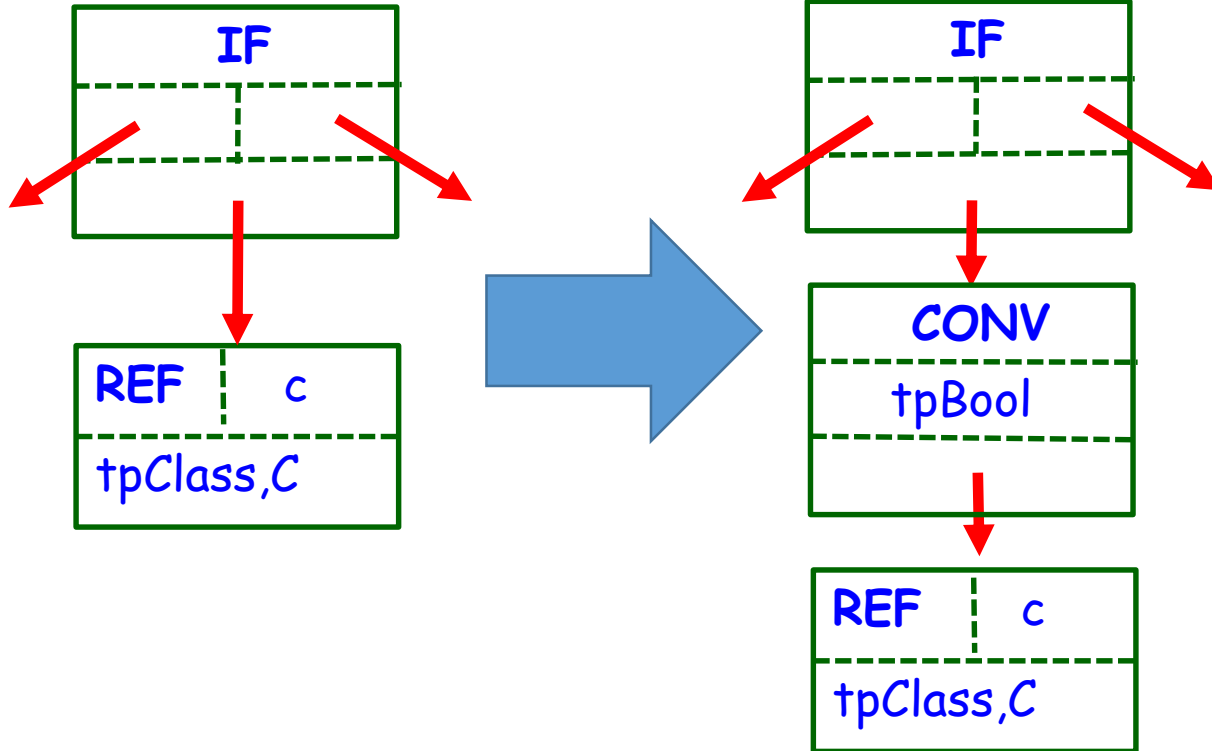 IF
REF c
tpClass,C
IF
CONV
tpBool
REF c
tpClass,C